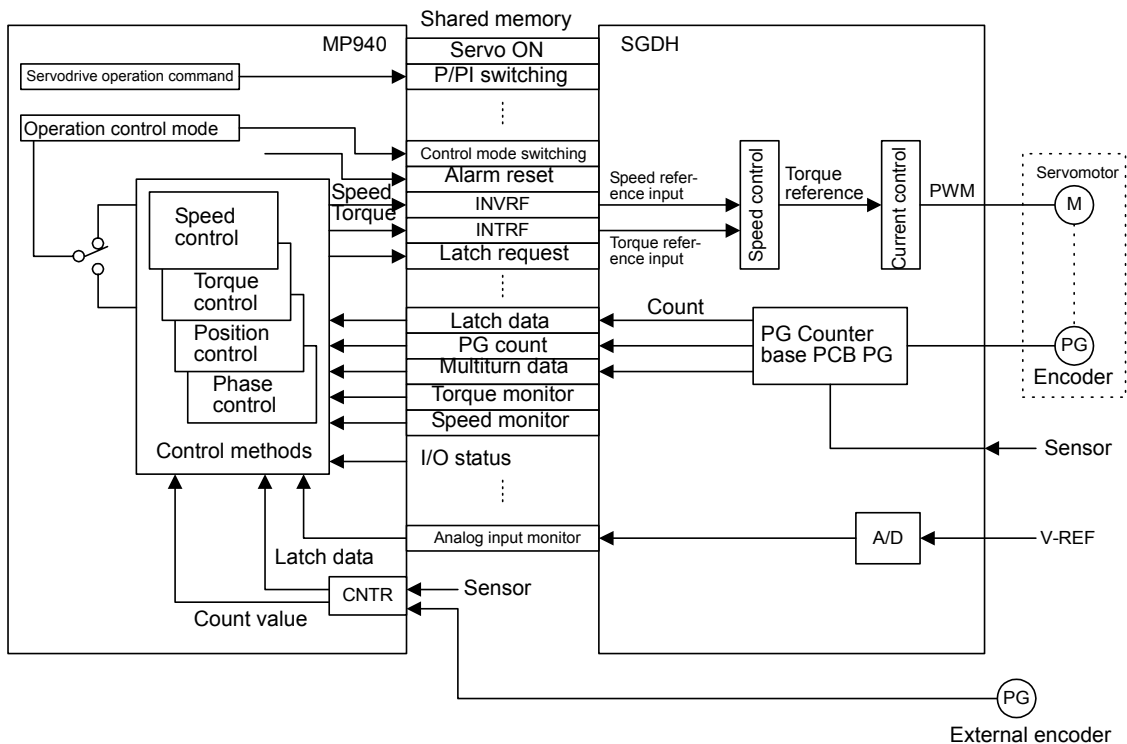 Shared memory
MP940
Servo ON
SGDH
Servodrive operation command
P/PI switching
Operation control mode
Control mode switching
Alarm reset
Speed
Torque
INVRF
INTRF
Latch request
Speed refer-
ence input
Torque refer-
ence input
Speed control
Torque
reference
Current control
PWM
Servomotor
M
Speed
control
Torque
control
Position
control
Phase
control
Control methods
Latch data
PG count
Multiturn data
Torque monitor
Speed monitor
I/O status
Count
PG Counter
base PCB PG
PG
Encoder
Sensor
Analog input monitor
A/D
V-REF
Latch data
CNTR
Sensor
Count value
PG
External encoder